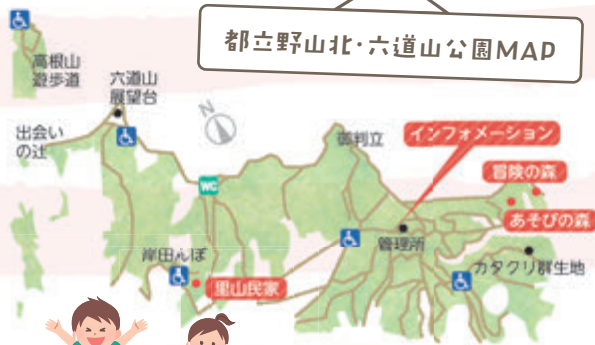 都立野山北・六道山公園MAP
高根山
遊歩道
六道山
展望台
出会い
の辻
N
御判立
インフォメーション
冒険の森
WC
あそびの森
管理所
岸田んぼ
カタクリ群生地
里山民家